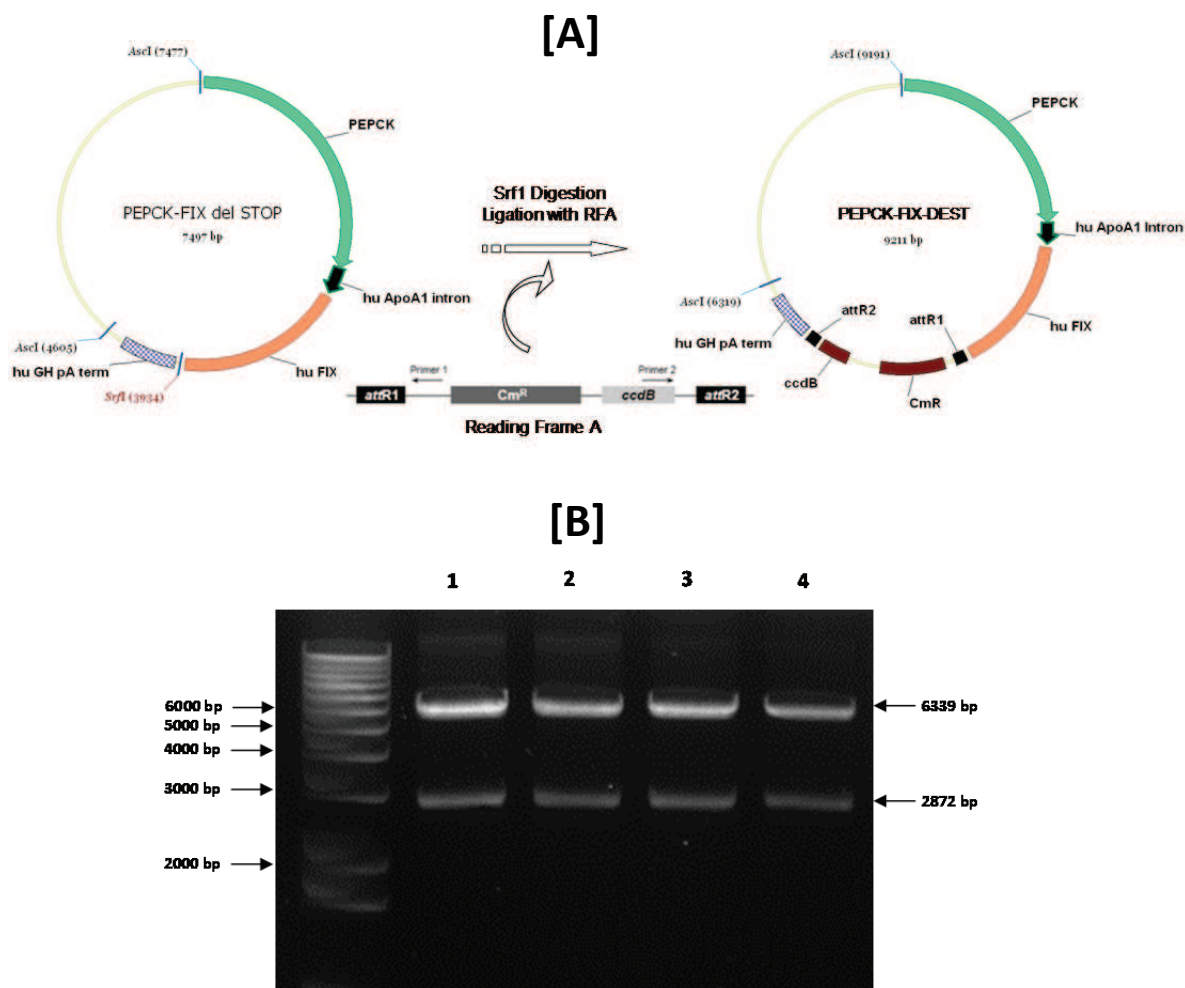 [A]
AscI (7477)
PEPCK
PEPCK-FIX del STOP
7497 bp
hu ApoA1 intron
AscI (4605)
hu GH pA term
SrfI (3934)
hu FIX
Srf1 Digestion
Ligation with RFA
Primer 1
Primer 2
attR1
CmR
ccdB
attR2
Reading Frame A
AscI (9191)
PEPCK
PEPCK-FIX-DEST
9211 bp
hu ApoA1 Intron
AscI (6319)
attR2
attR1
hu GH pA term
hu FIX
ccdB
CmR
[B]
1 2 3 4
6000 bp
6339 bp
5000 bp
4000 bp
3000 bp
2872 bp
2000 bp